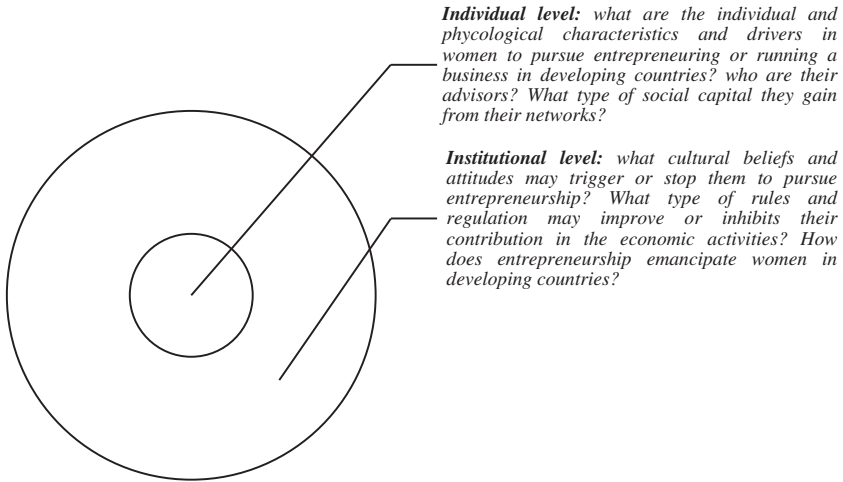 Individual level: what are the individual and
phycological characteristics and drivers in
women to pursue entrepreneuring or running a
business in developing countries? who are their
advisors? What type of social capital they gain
from their networks?
Institutional level: what cultural beliefs and
attitudes may trigger or stop them to pursue
entrepreneurship? What type of rules and
regulation may improve or inhibits their
contribution in the economic activities? How
does entrepreneurship emancipate women in
developing countries?